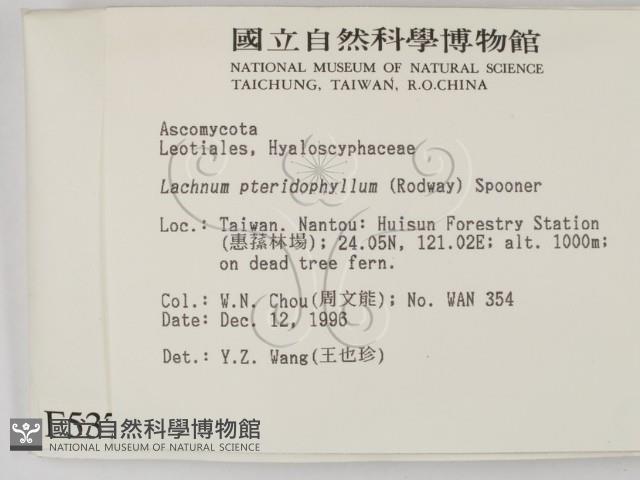 國立自然科學博物館
NATIONAL MUSEUM OF NATURAL SCIENCE
TAICHUNG, TAIWAN, R.O.CHINA
Ascomycota
Leotiales, Hyaloscyphaceae
Lachnum pteridophyllum (Rodway) Spooner
Loc.: Taiwan. Nantou: Huisun Forestry Station
(惠蓀林場); 24.05N, 121.02E; alt. 1000m;
on dead tree fern.
Col.: W.N. Chou(周文能); No. WAN 354
Date: Dec. 12, 1996
Det.: Y.Z. Wang(王也珍)
國立自然科學博物館
NATIONAL MUSEUM OF NATURAL SCIENCE